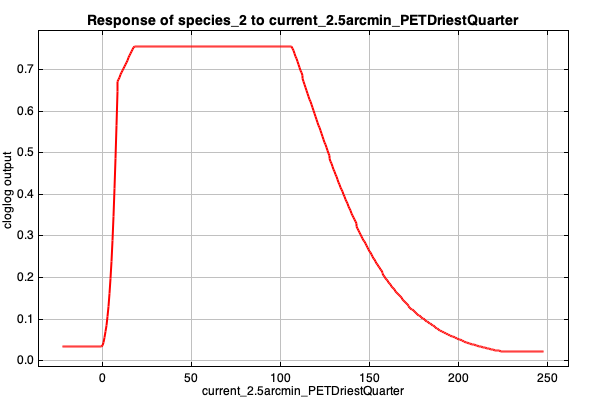 Response of species_2 to current_2.5arcmin_PETDriestQuarter
cloglog output
0.7
0.6
0.5
0.4
0.3
0.2
0.1
0.0
0 50 100 150 200 250
current_2.5arcmin_PETDriestQuarter